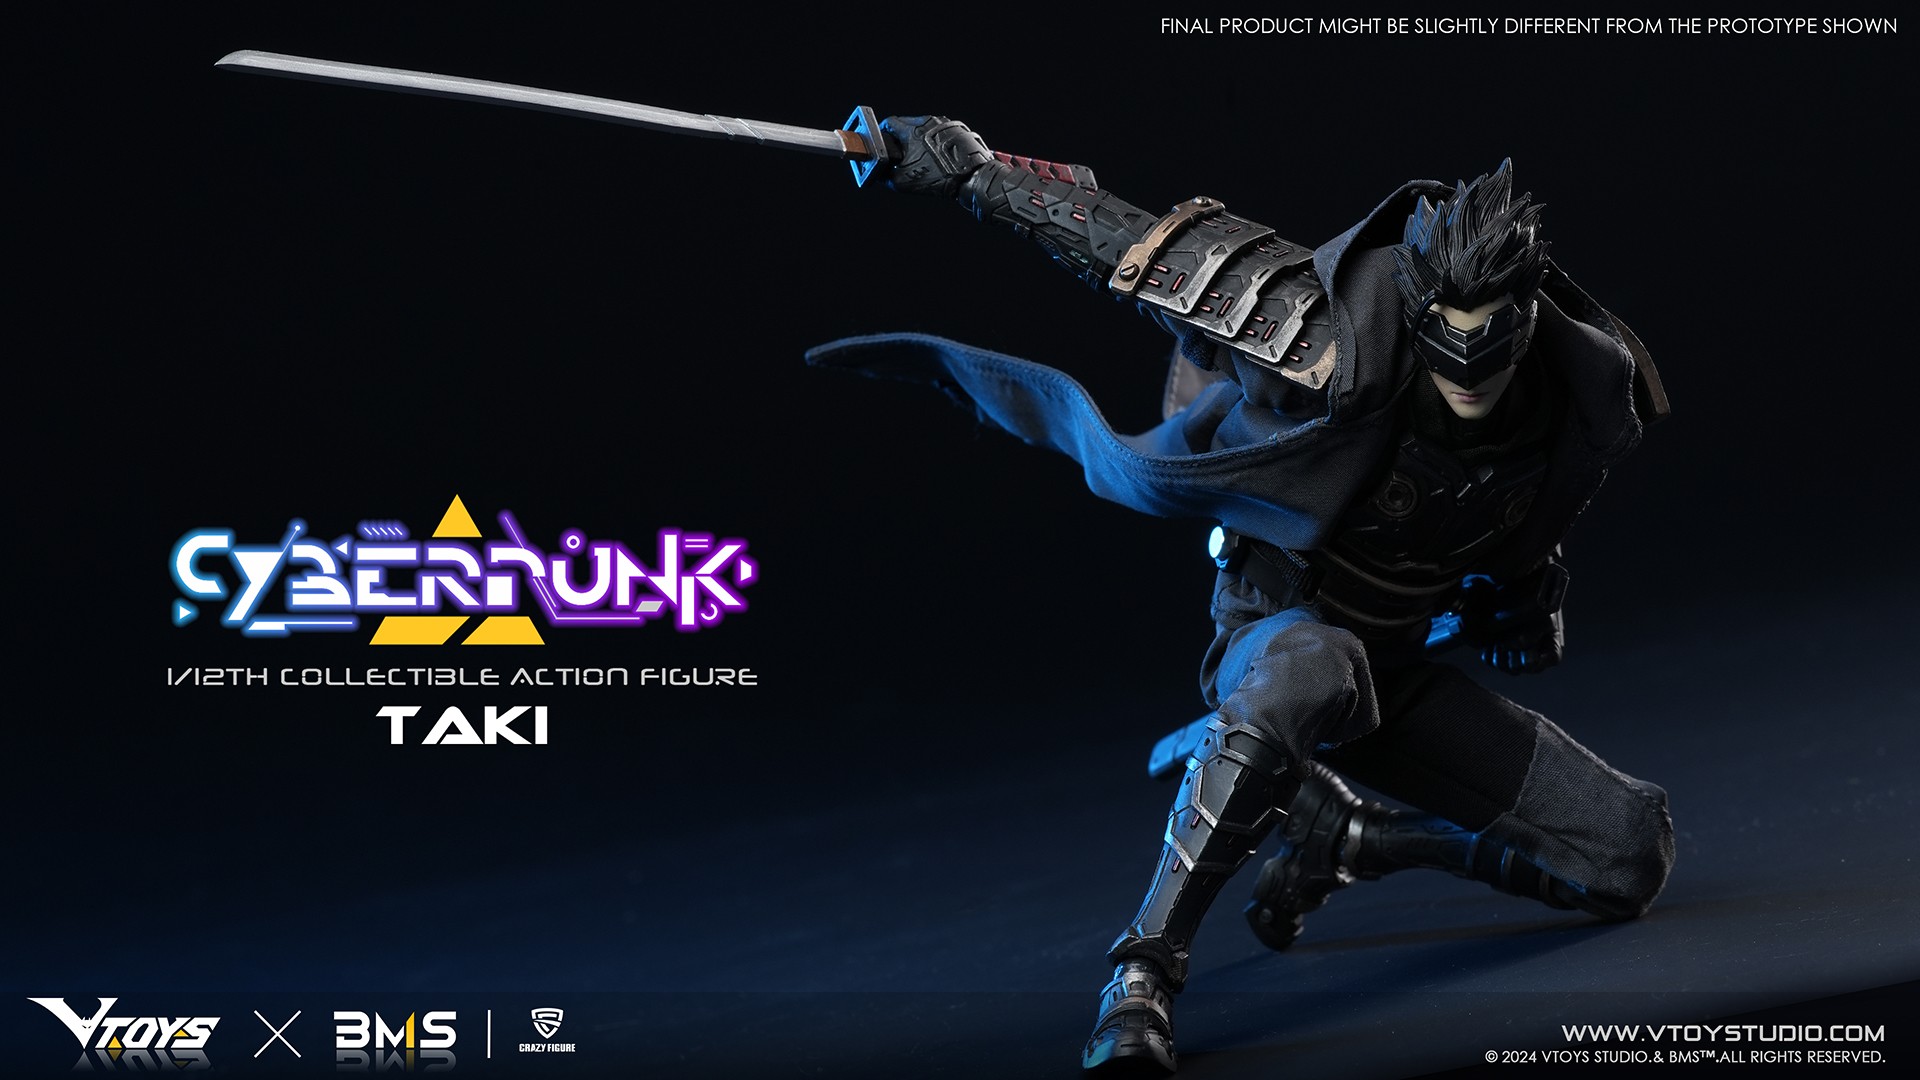 FINAL PRODUCT MIGHT BE SLIGHTLY DIFFERENT FROM THE PROTOTYPE SHOWN
CYBERPUNK
1/12TH COLLECTIBLE ACTION FIGURE
TAKI
VTOYS X BMS | CRAZY FIGURE
WWW.VTOYSTUDIO.COM
© 2024 VTOYS STUDIO.& BMS™.ALL RIGHTS RESERVED.